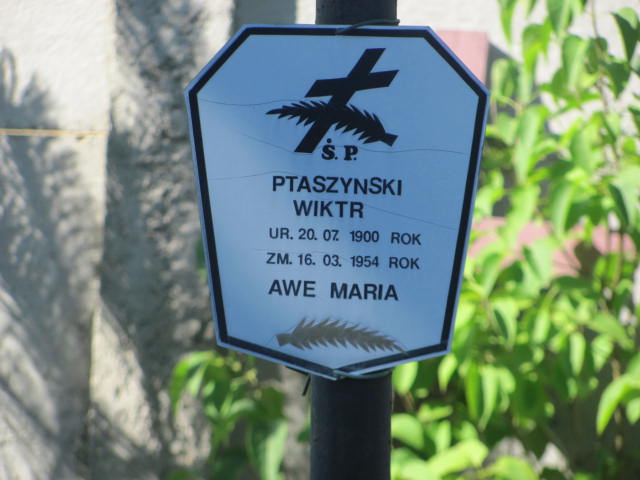 Ś. P.
PTASZYNSKI
WIKTR
UR. 20. 07. 1900 ROK
ZM. 16. 03. 1954 ROK
AWE MARIA